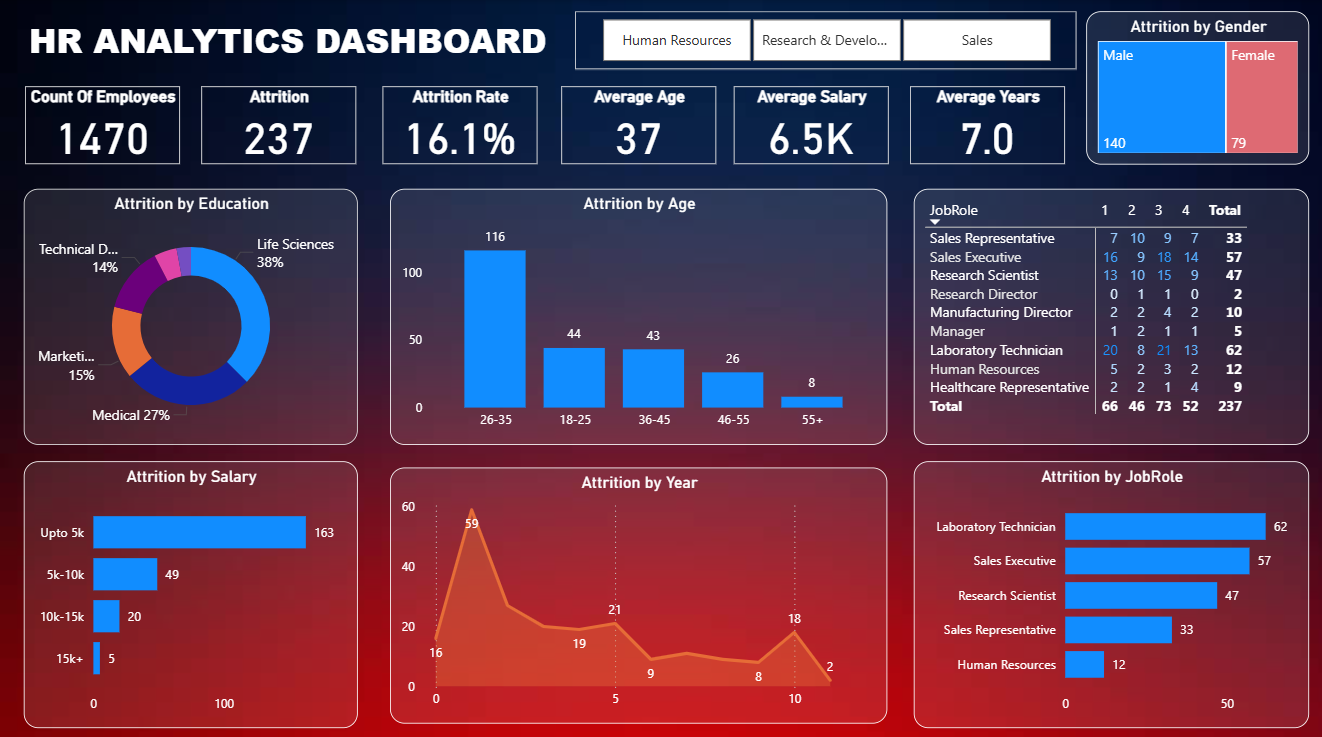 HR ANALYTICS DASHBOARD
Human Resources
Research & Develo...
Sales
Attrition by Gender
Male
Female
140
79
Count Of Employees
1470
Attrition
237
Attrition Rate
16.1%
Average Age
37
Average Salary
6.5K
Average Years
7.0
Attrition by Education
Life Sciences
38%
Technical D...
14%
Marketi...
15%
Medical 27%
Attrition by Age
116
100
44
43
50
26
8
0
26-35 18-25 36-45 46-55 55+
JobRole 1 2 3 4 Total
Sales Representative 7 10 9 7 33
Sales Executive 16 9 18 14 57
Research Scientist 13 10 15 9 47
Research Director 0 1 1 0 2
Manufacturing Director 2 2 4 2 10
Manager 1 2 1 1 5
Laboratory Technician 20 8 21 13 62
Human Resources 5 2 3 2 12
Healthcare Representative 2 2 1 4 9
Total 66 46 73 52 237
Attrition by Salary
Upto 5k 163
5k-10k 49
10k-15k 20
15k+ 5
0 100
Attrition by Year
60
59
40
21
20
18
16
19
9
8
2
0
0 5 10
Attrition by JobRole
Laboratory Technician 62
Sales Executive 57
Research Scientist 47
Sales Representative 33
Human Resources 12
0 50